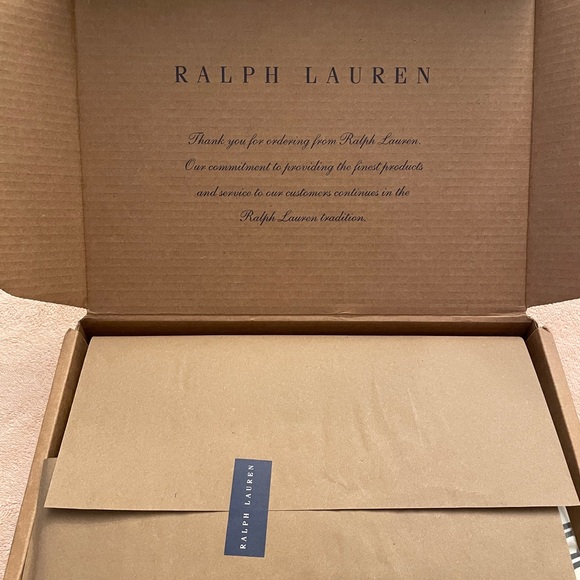 RALPH LAUREN
Thank you for ordering from Ralph Lauren.
Our commitment to providing the finest products
and service to our customers continues in the
Ralph Lauren tradition.
RALPH LAUREN